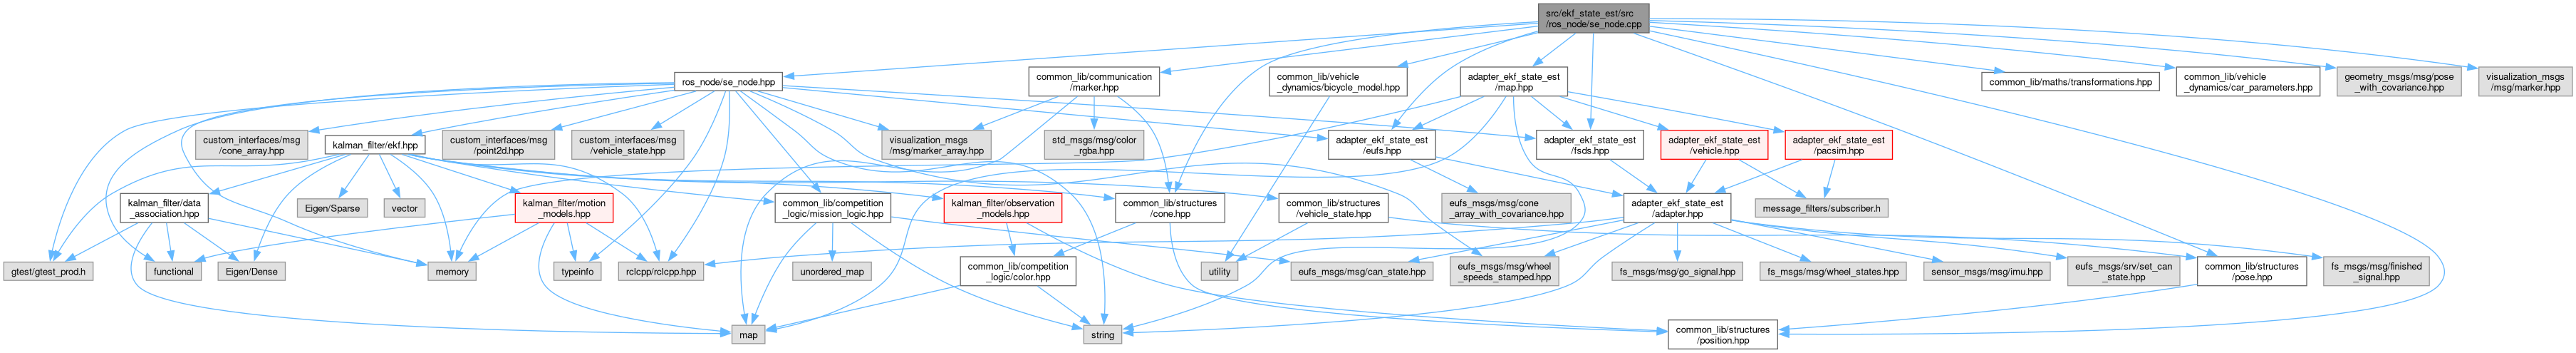 src/ekf_state_est/src
/ros_node/se_node.cpp
ros_node/se_node.hpp
common_lib/communication
/marker.hpp
common_lib/vehicle
_dynamics/bicycle_model.hpp
adapter_ekf_state_est
/map.hpp
common_lib/maths/transformations.hpp
common_lib/vehicle
_dynamics/car_parameters.hpp
geometry_msgs/msg/pose
_with_covariance.hpp
visualization_msgs
/msg/marker.hpp
custom_interfaces/msg
/cone_array.hpp
kalman_filter/ekf.hpp
custom_interfaces/msg
/point2d.hpp
custom_interfaces/msg
/vehicle_state.hpp
visualization_msgs
/msg/marker_array.hpp
std_msgs/msg/color
_rgba.hpp
adapter_ekf_state_est
/eufs.hpp
adapter_ekf_state_est
/fsds.hpp
adapter_ekf_state_est
/vehicle.hpp
adapter_ekf_state_est
/pacsim.hpp
kalman_filter/data
_association.hpp
Eigen/Sparse
vector
kalman_filter/motion
_models.hpp
common_lib/competition
_logic/mission_logic.hpp
kalman_filter/observation
_models.hpp
common_lib/structures
/cone.hpp
common_lib/structures
/vehicle_state.hpp
eufs_msgs/msg/cone
_array_with_covariance.hpp
adapter_ekf_state_est
/adapter.hpp
message_filters/subscriber.h
gtest/gtest_prod.h
functional
Eigen/Dense
memory
typeinfo
rclcpp/rclcpp.hpp
unordered_map
common_lib/competition
_logic/color.hpp
utility
eufs_msgs/msg/can_state.hpp
eufs_msgs/msg/wheel
_speeds_stamped.hpp
fs_msgs/msg/go_signal.hpp
fs_msgs/msg/wheel_states.hpp
sensor_msgs/msg/imu.hpp
eufs_msgs/srv/set_can
_state.hpp
common_lib/structures
/pose.hpp
fs_msgs/msg/finished
_signal.hpp
map
string
common_lib/structures
/position.hpp